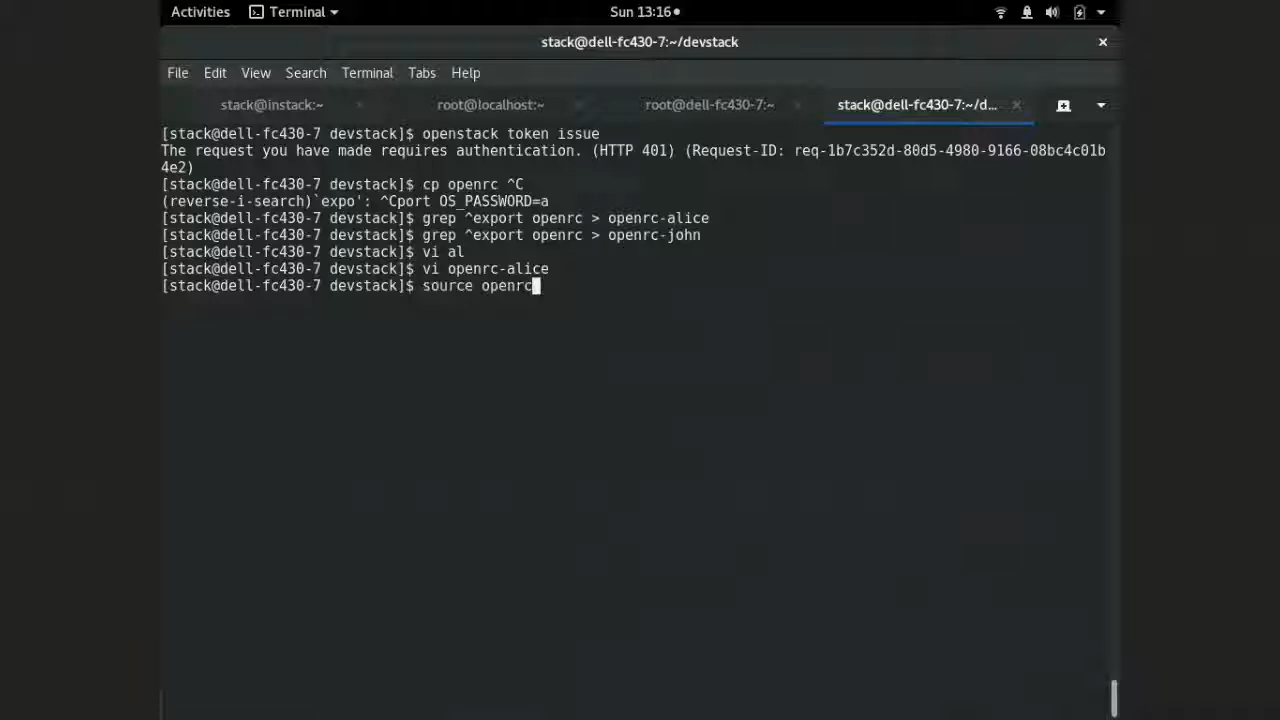 Activities Terminal Sun 13:16
stack@dell-fc430-7:~/devstack
File Edit View Search Terminal Tabs Help
stack@instack:~ root@localhost:~ root@dell-fc430-7:~ stack@dell-fc430-7:~/d...
[stack@dell-fc430-7 devstack]$ openstack token issue
The request you have made requires authentication. (HTTP 401) (Request-ID: req-1b7c352d-80d5-4980-9166-08bc4c01b
4e2)
[stack@dell-fc430-7 devstack]$ cp openrc ^C
(reverse-i-search)`expo': ^Cport OS_PASSWORD=a
[stack@dell-fc430-7 devstack]$ grep ^export openrc > openrc-alice
[stack@dell-fc430-7 devstack]$ grep ^export openrc > openrc-john
[stack@dell-fc430-7 devstack]$ vi al
[stack@dell-fc430-7 devstack]$ vi openrc-alice
[stack@dell-fc430-7 devstack]$ source openrc